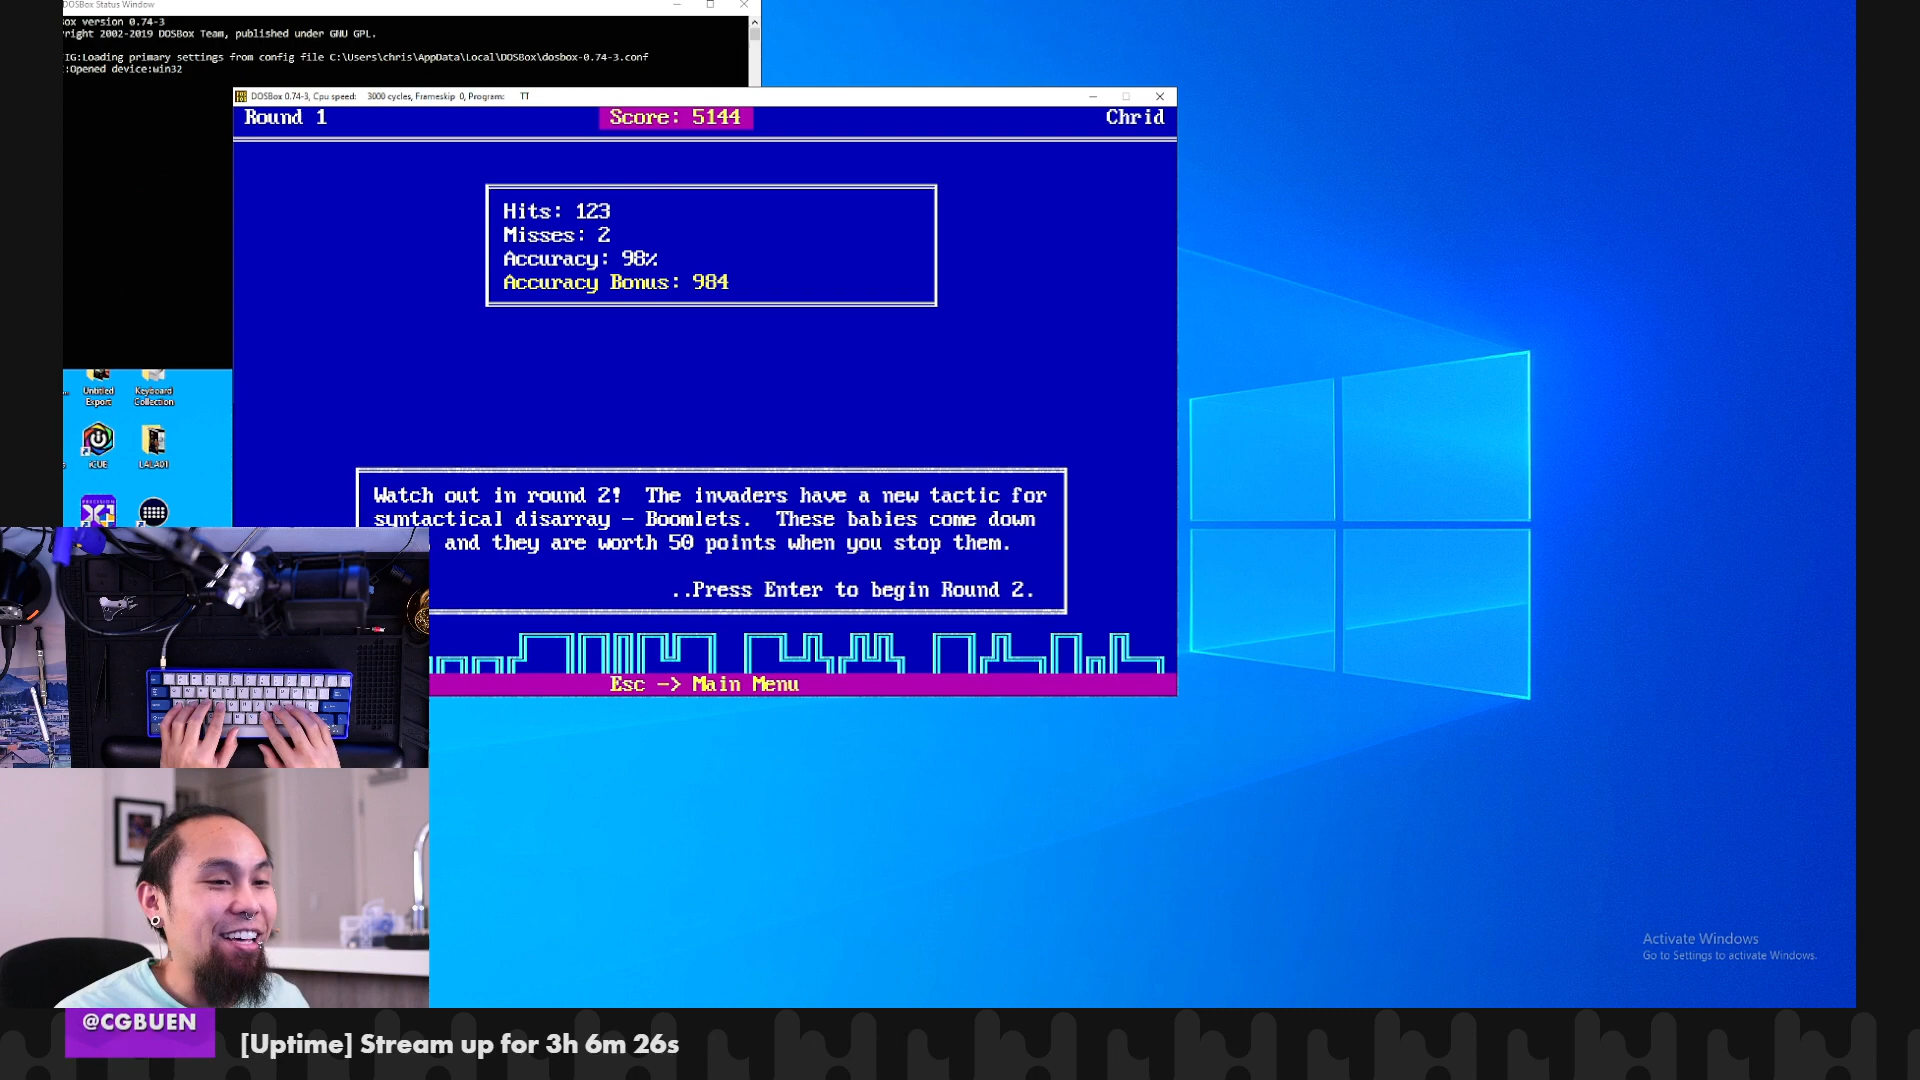 DOSBox Status Window
ox version 0.74-3
right 2002-2019 DOSBox Team, published under GNU GPL.
IG:Loading primary settings from config file C:\Users\chris\AppData\Local\DOSBox\dosbox-0.74-3.conf
:Opened device:win32
DOSBox 0.74-3, Cpu speed: 3000 cycles, Frameskip 0, Program: TT
Round 1 Score: 5144 Chrid
Hits: 123
Misses: 2
Accuracy: 98%
Accuracy Bonus: 984
Untitled Export
Keyboard Collection
iCUE
LALA01
PRECISION X1
Watch out in round 2! The invaders have a new tactic for
syntactical disarray - Boomlets. These babies come down
and they are worth 50 points when you stop them.
..Press Enter to begin Round 2.
Esc -> Main Menu
Activate Windows
Go to Settings to activate Windows.
@CGBUEN
[Uptime] Stream up for 3h 6m 26s